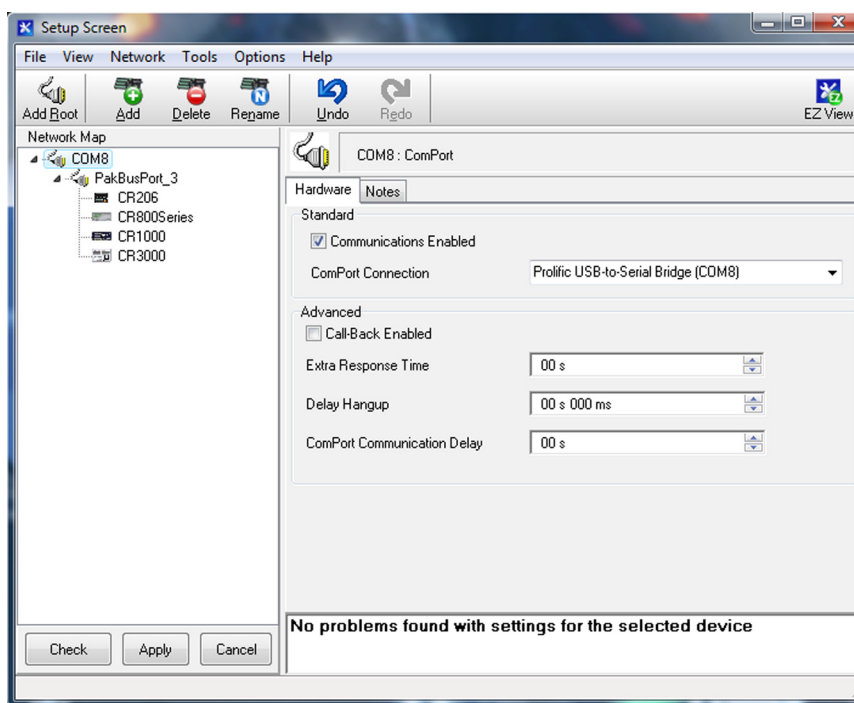 Setup Screen
File View Network Tools Options Help
Add Root Add Delete Rename Undo Redo EZ View
Network Map
COM8
PakBusPort_3
CR206
CR800Series
CR1000
CR3000
COM8 : ComPort
Hardware Notes
Standard
Communications Enabled
ComPort Connection Prolific USB-to-Serial Bridge (COM8)
Advanced
Call-Back Enabled
Extra Response Time 00 s
Delay Hangup 00 s 000 ms
ComPort Communication Delay 00 s
No problems found with settings for the selected device
Check Apply Cancel